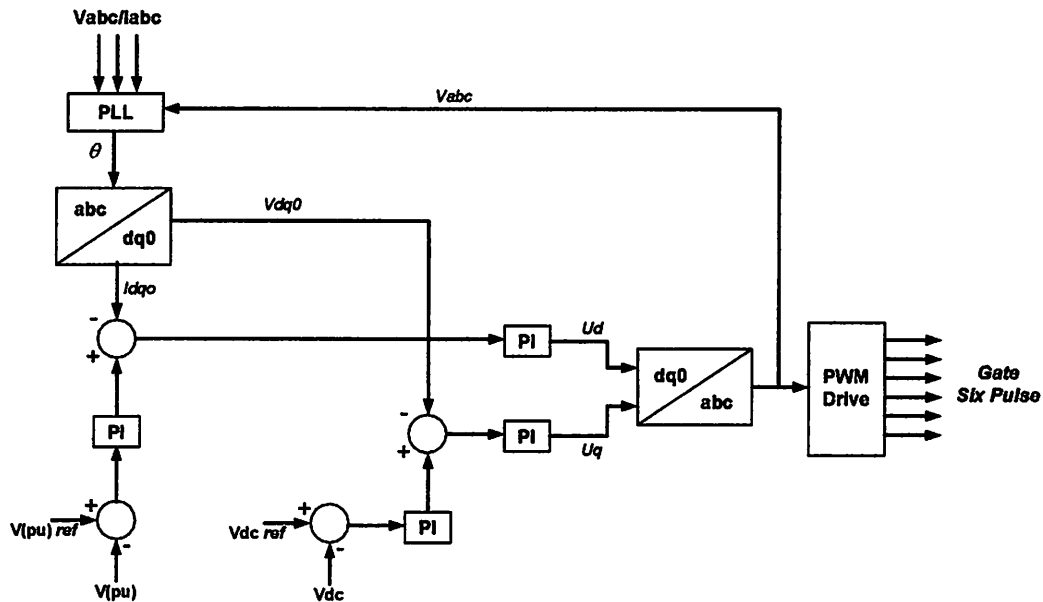 Vabc/Iabc
PLL
Vabc
θ
abc
dq0
Vdq0
Idqo
-
+
PI
Ud
dq0
abc
PWM
Drive
Gate
Six Pulse
PI
-
+
PI
Uq
+
V(pu) ref
-
V(pu)
Vdc ref
+
-
PI
Vdc